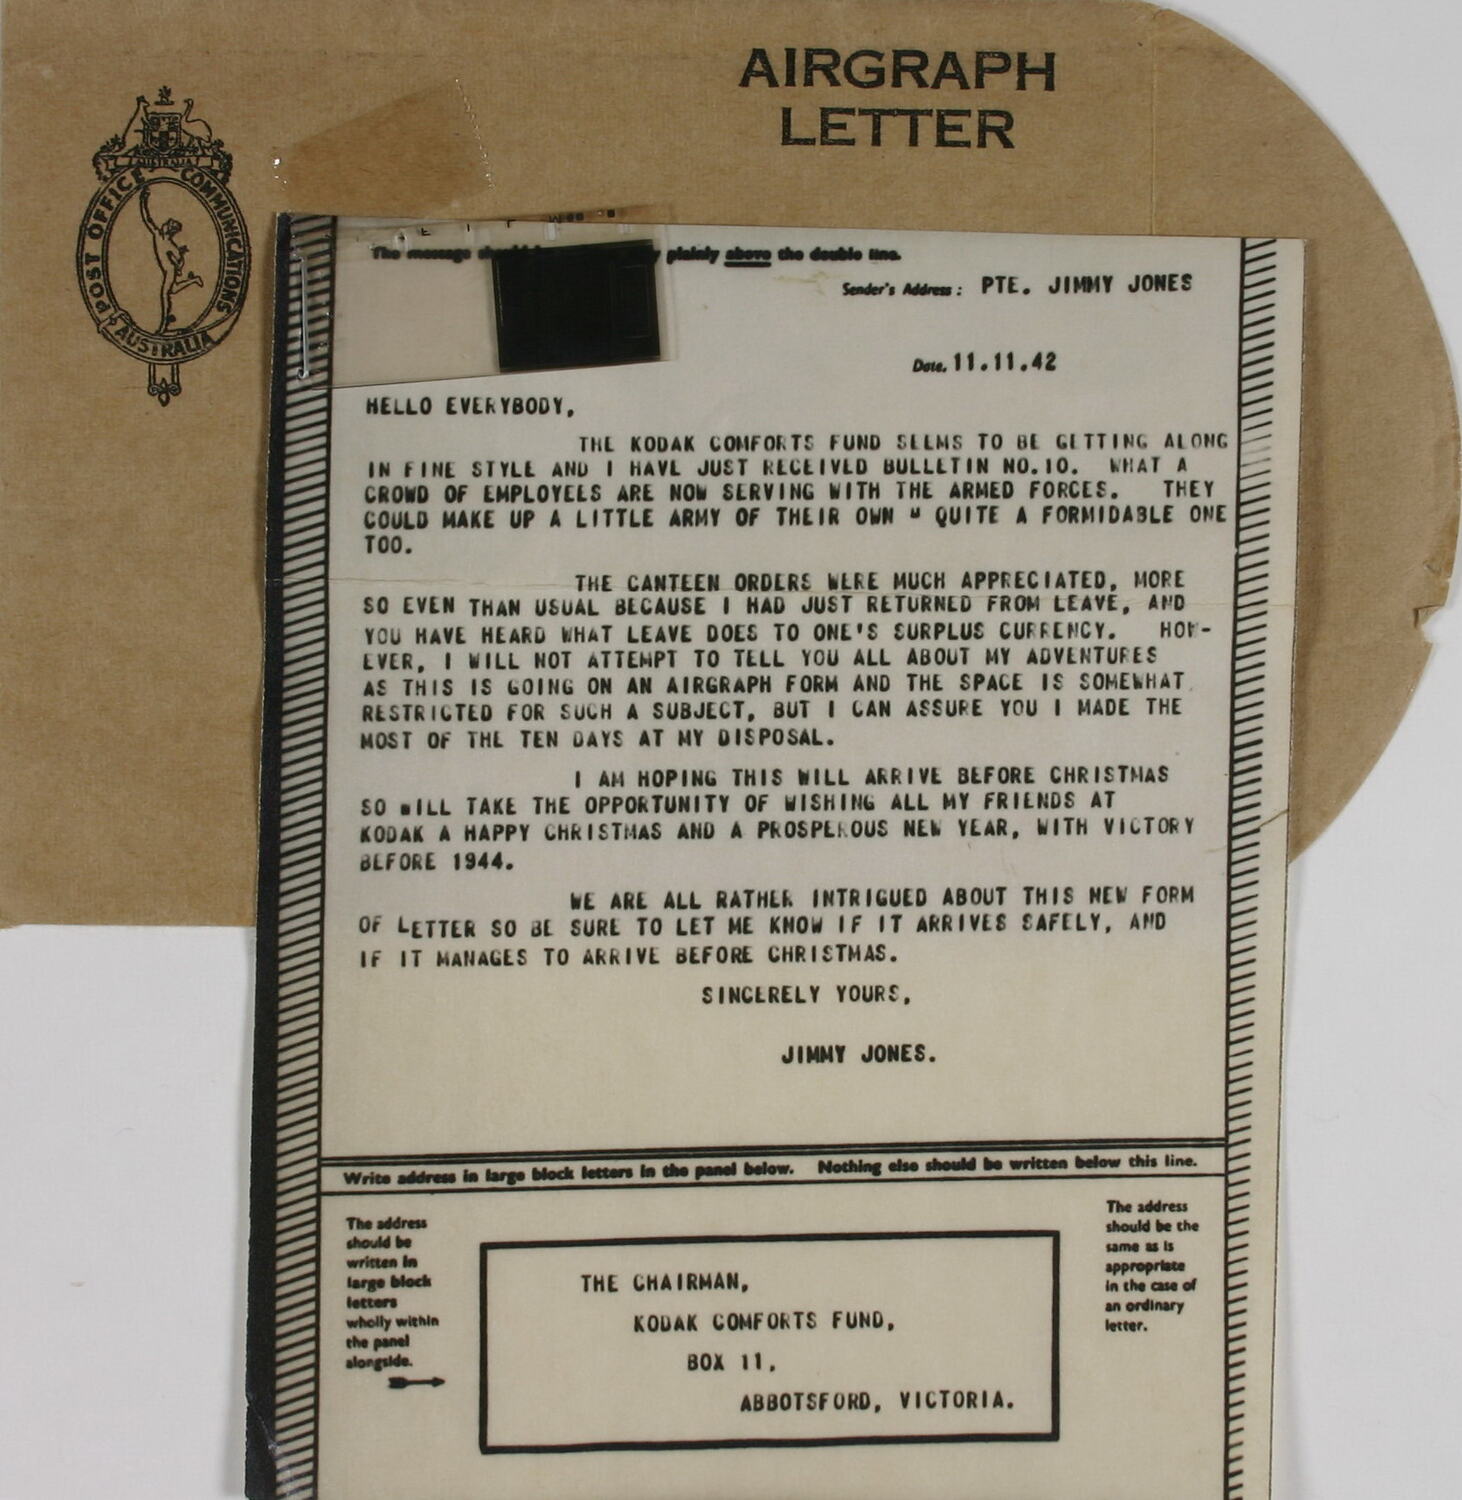 AIRGRAPH
LETTER
AUSTRALIA
POST OFFICE COMMUNICATIONS
AUSTRALIA
The message plainly above the double line.
Sender's Address: PTE. JIMMY JONES
Date. 11.11.42
HELLO EVERYBODY,
THE KODAK COMFORTS FUND SEEMS TO BE GETTING ALONG
IN FINE STYLE AND I HAVE JUST RECEIVED BULLETIN NO.10. WHAT A
CROWD OF EMPLOYEES ARE NOW SERVING WITH THE ARMED FORCES. THEY
COULD MAKE UP A LITTLE ARMY OF THEIR OWN " QUITE A FORMIDABLE ONE
TOO.
THE CANTEEN ORDERS WERE MUCH APPRECIATED, MORE
SO EVEN THAN USUAL BECAUSE I HAD JUST RETURNED FROM LEAVE, AND
YOU HAVE HEARD WHAT LEAVE DOES TO ONE'S SURPLUS CURRENCY. HOW-
EVER, I WILL NOT ATTEMPT TO TELL YOU ALL ABOUT MY ADVENTURES
AS THIS IS GOING ON AN AIRGRAPH FORM AND THE SPACE IS SOMEWHAT
RESTRICTED FOR SUCH A SUBJECT, BUT I CAN ASSURE YOU I MADE THE
MOST OF THE TEN DAYS AT MY DISPOSAL.
I AM HOPING THIS WILL ARRIVE BEFORE CHRISTMAS
SO WILL TAKE THE OPPORTUNITY OF WISHING ALL MY FRIENDS AT
KODAK A HAPPY CHRISTMAS AND A PROSPEROUS NEW YEAR, WITH VICTORY
BEFORE 1944.
WE ARE ALL RATHER INTRIGUED ABOUT THIS NEW FORM
OF LETTER SO BE SURE TO LET ME KNOW IF IT ARRIVES SAFELY, AND
IF IT MANAGES TO ARRIVE BEFORE CHRISTMAS.
SINCERELY YOURS,
JIMMY JONES.
Write address in large block letters in the panel below. Nothing else should be written below this line.
The address
should be
written in
large block
letters
wholly within
the panel
alongside.
THE CHAIRMAN,
KODAK COMFORTS FUND,
BOX 11,
ABBOTSFORD, VICTORIA.
The address
should be the
same as is
appropriate
in the case of
an ordinary
letter.